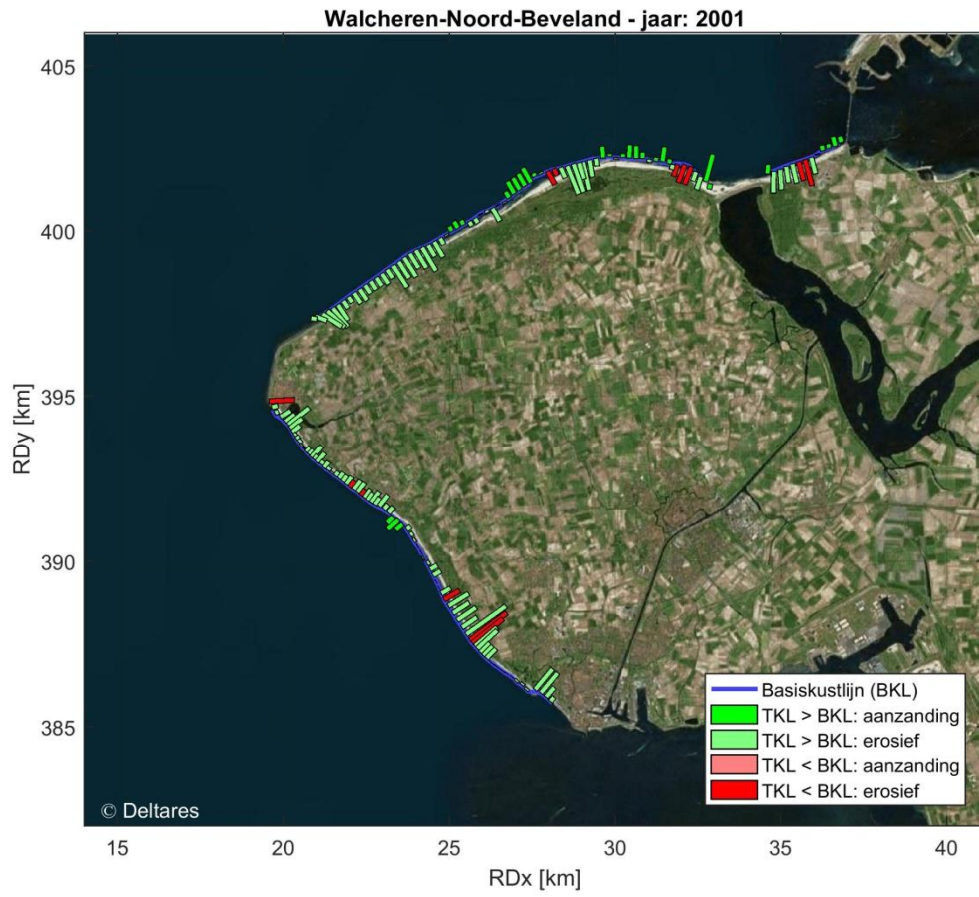 Walcheren-Noord-Beveland - jaar: 2001
405
400
395
390
385
RDy [km]
Basiskustlijn (BKL)
TKL > BKL: aanzanding
TKL > BKL: erosief
TKL < BKL: aanzanding
TKL < BKL: erosief
© Deltares
15 20 25 30 35 40
RDx [km]